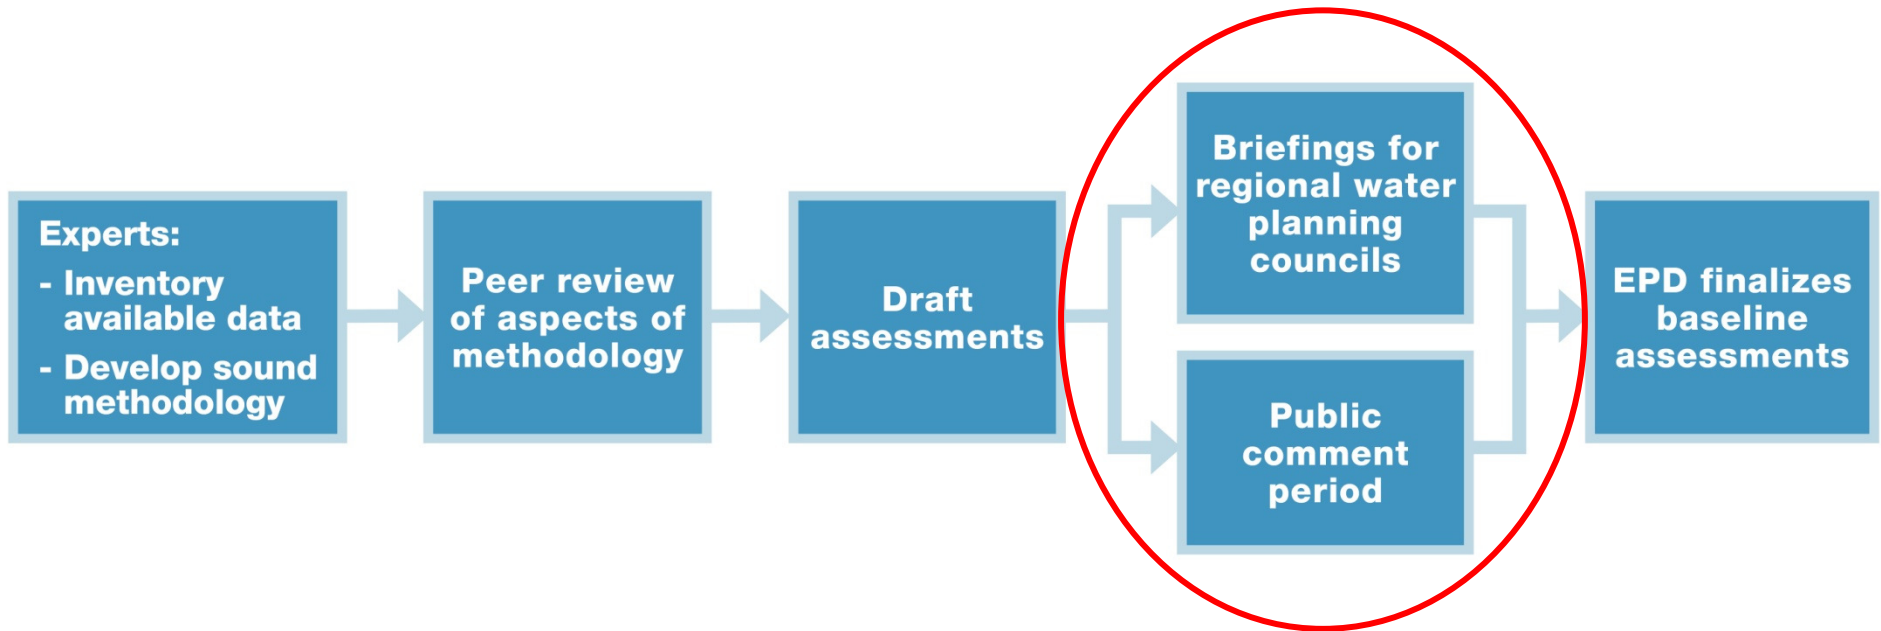 Experts:
- Inventory
available data
- Develop sound
methodology
Peer review
of aspects of
methodology
Draft
assessments
Briefings for
regional water
planning
councils
Public
comment
period
EPD finalizes
baseline
assessments